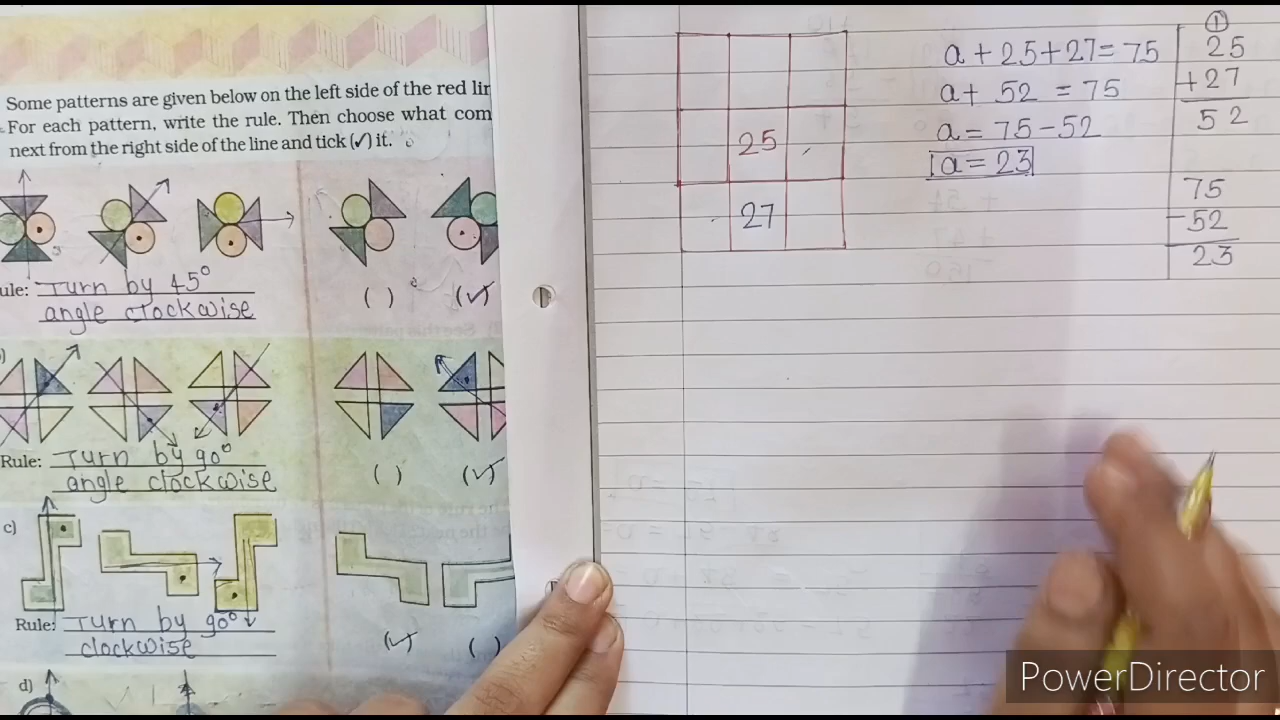 Some patterns are given below on the left side of the red lin
For each pattern, write the rule. Then choose what com
next from the right side of the line and tick (✓) it.
ule: Turn by 45°
angle clockwise
( ) (✓)
Rule: Turn by 90°
angle clockwise
( ) (✓)
c)
Rule: Turn by 90°
clockwise
(✓) ( )
d)
25
27
a + 25 + 27 = 75
a + 52 = 75
a = 75 - 52
a = 23
1
25
+27
52
75
- 52
23
PowerDirector